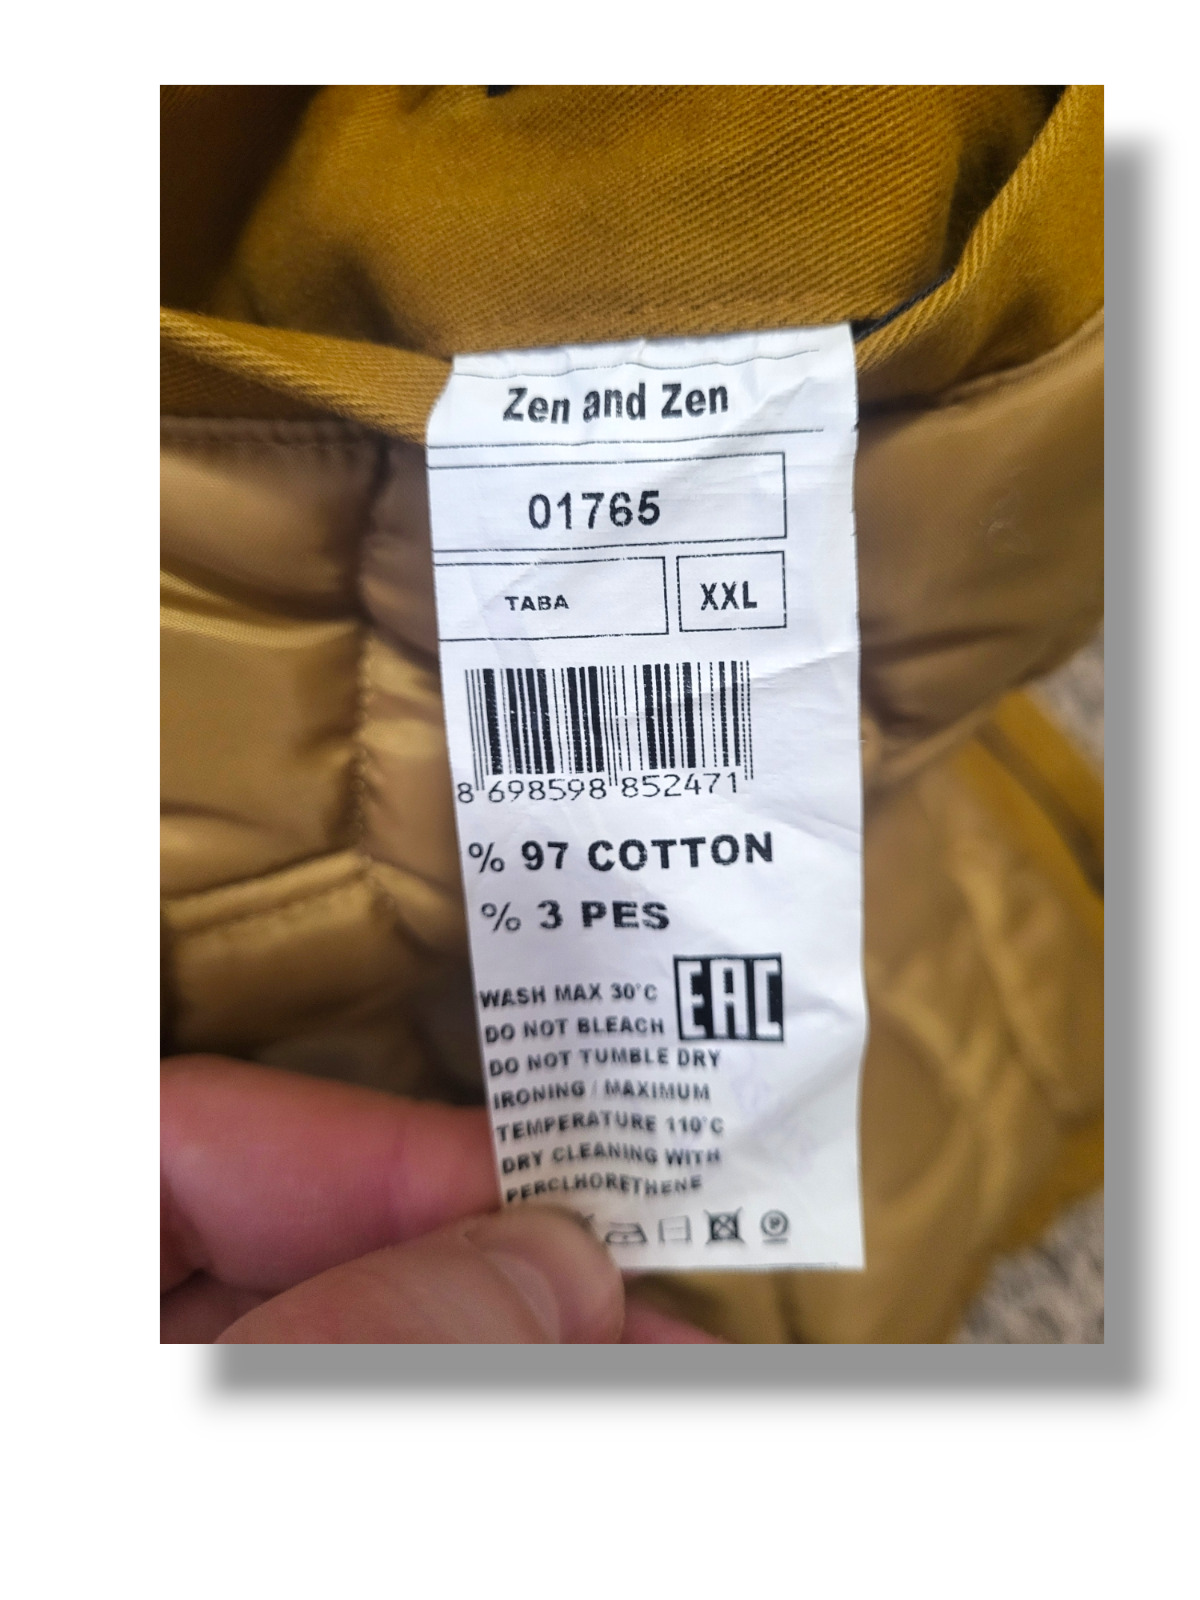 Zen and Zen
01765
TABA XXL
8 698598 852471
% 97 COTTON
% 3 PES
EAC
WASH MAX 30°C
DO NOT BLEACH
DO NOT TUMBLE DRY
IRONING / MAXIMUM
TEMPERATURE 110°C
DRY CLEANING WITH
PERCLHORETHENE
P